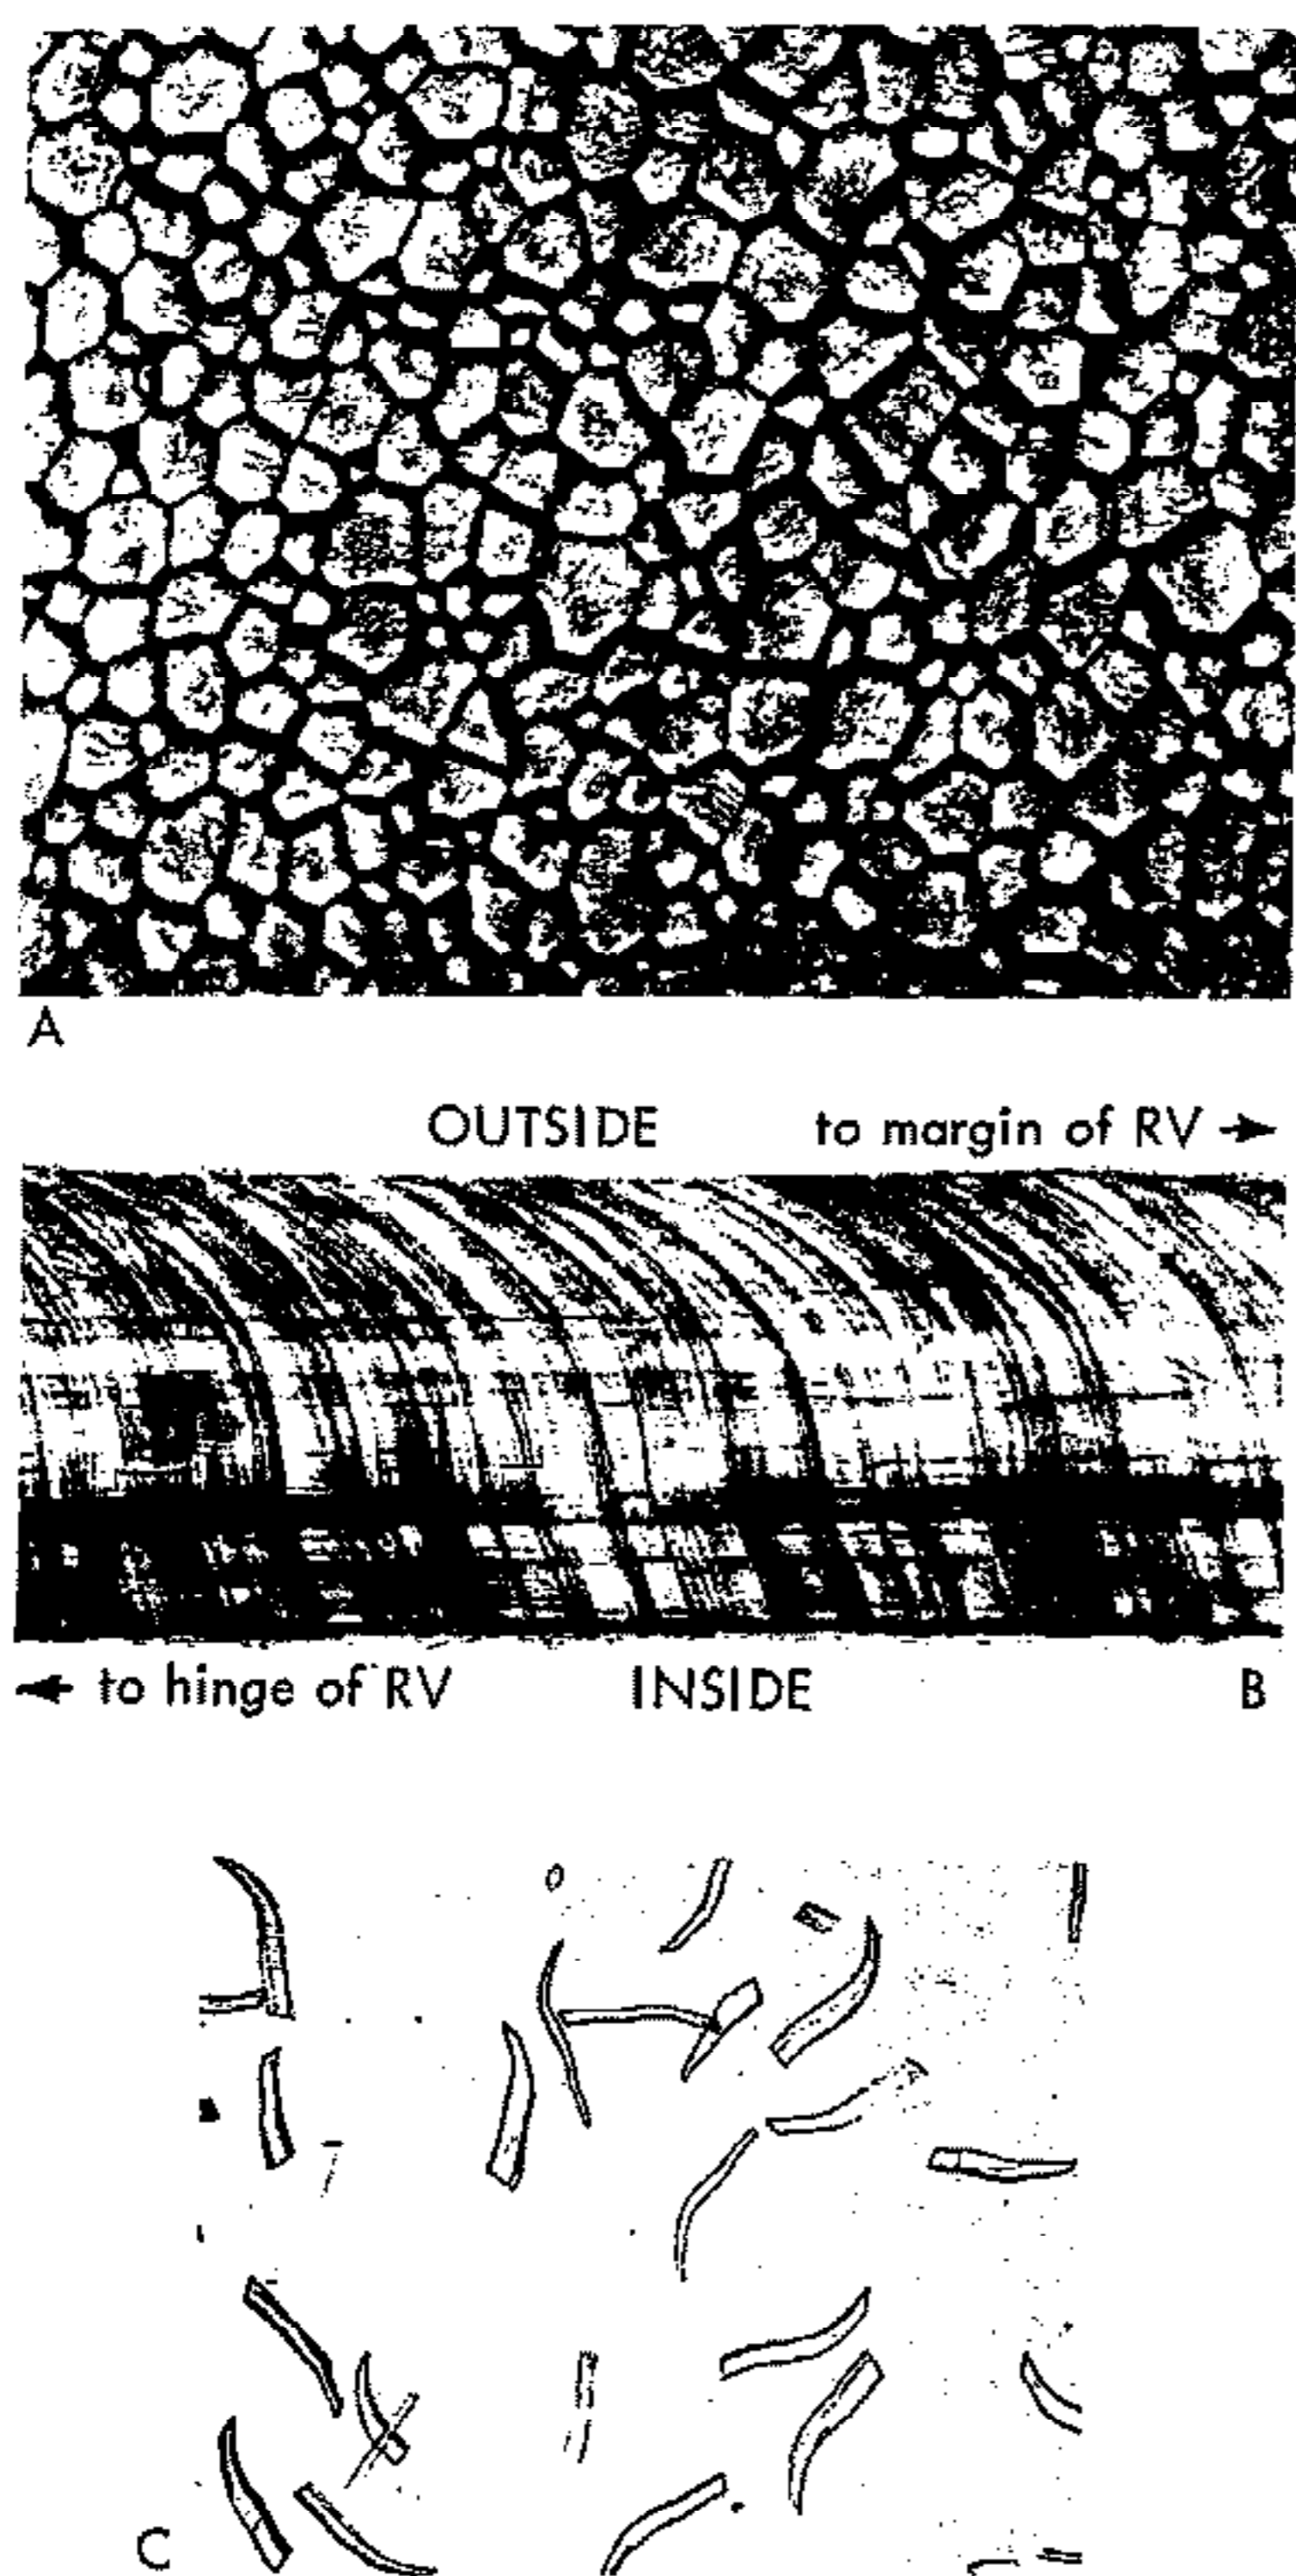 A
OUTSIDE to margin of RV →
← to hinge of RV INSIDE B
C